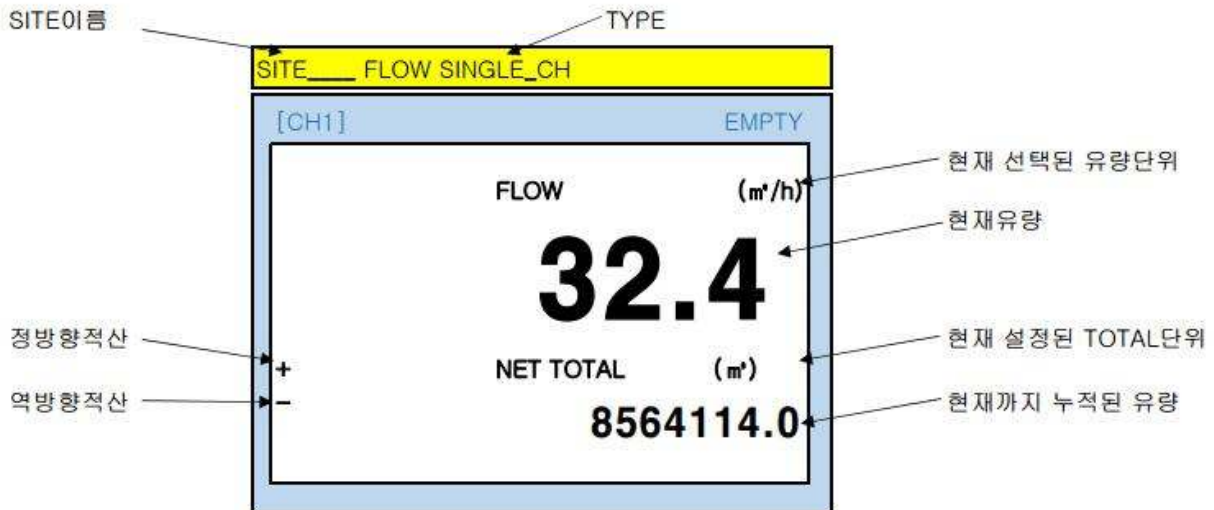 SITE이름
TYPE
SITE____ FLOW SINGLE_CH
[CH1] EMPTY
현재 선택된 유량단위
FLOW (㎥/h)
현재유량
32.4
정방향적산
현재 설정된 TOTAL단위
+ NET TOTAL (㎥)
역방향적산
현재까지 누적된 유량
- 8564114.0